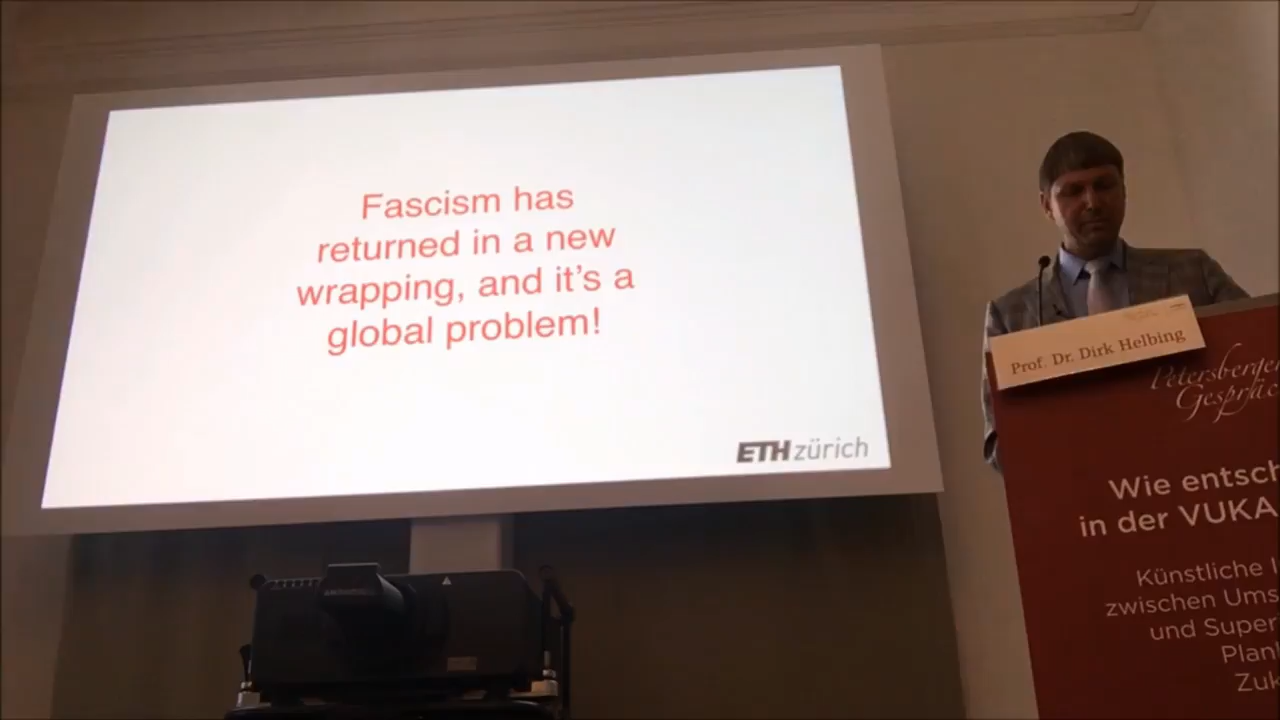 Fascism has
returned in a new
wrapping, and it's a
global problem!
ETH zürich
Prof. Dr. Dirk Helbing
Petersberger
Gespräc
Wie entsch
in der VUKA
Künstliche I
zwischen Ums
und Super
Plan
Zuk